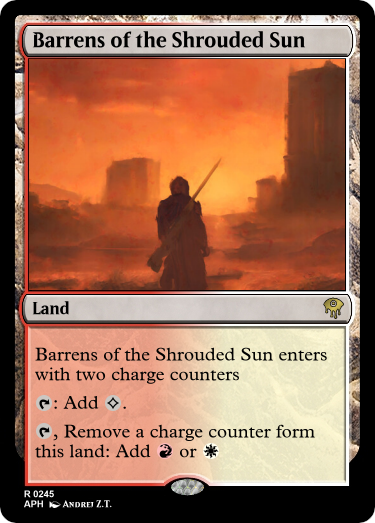 Barrens of the Shrouded Sun
Land
Barrens of the Shrouded Sun enters
with two charge counters
: Add .
, Remove a charge counter form
this land: Add or
R 0245
APH Andrej Z.T.